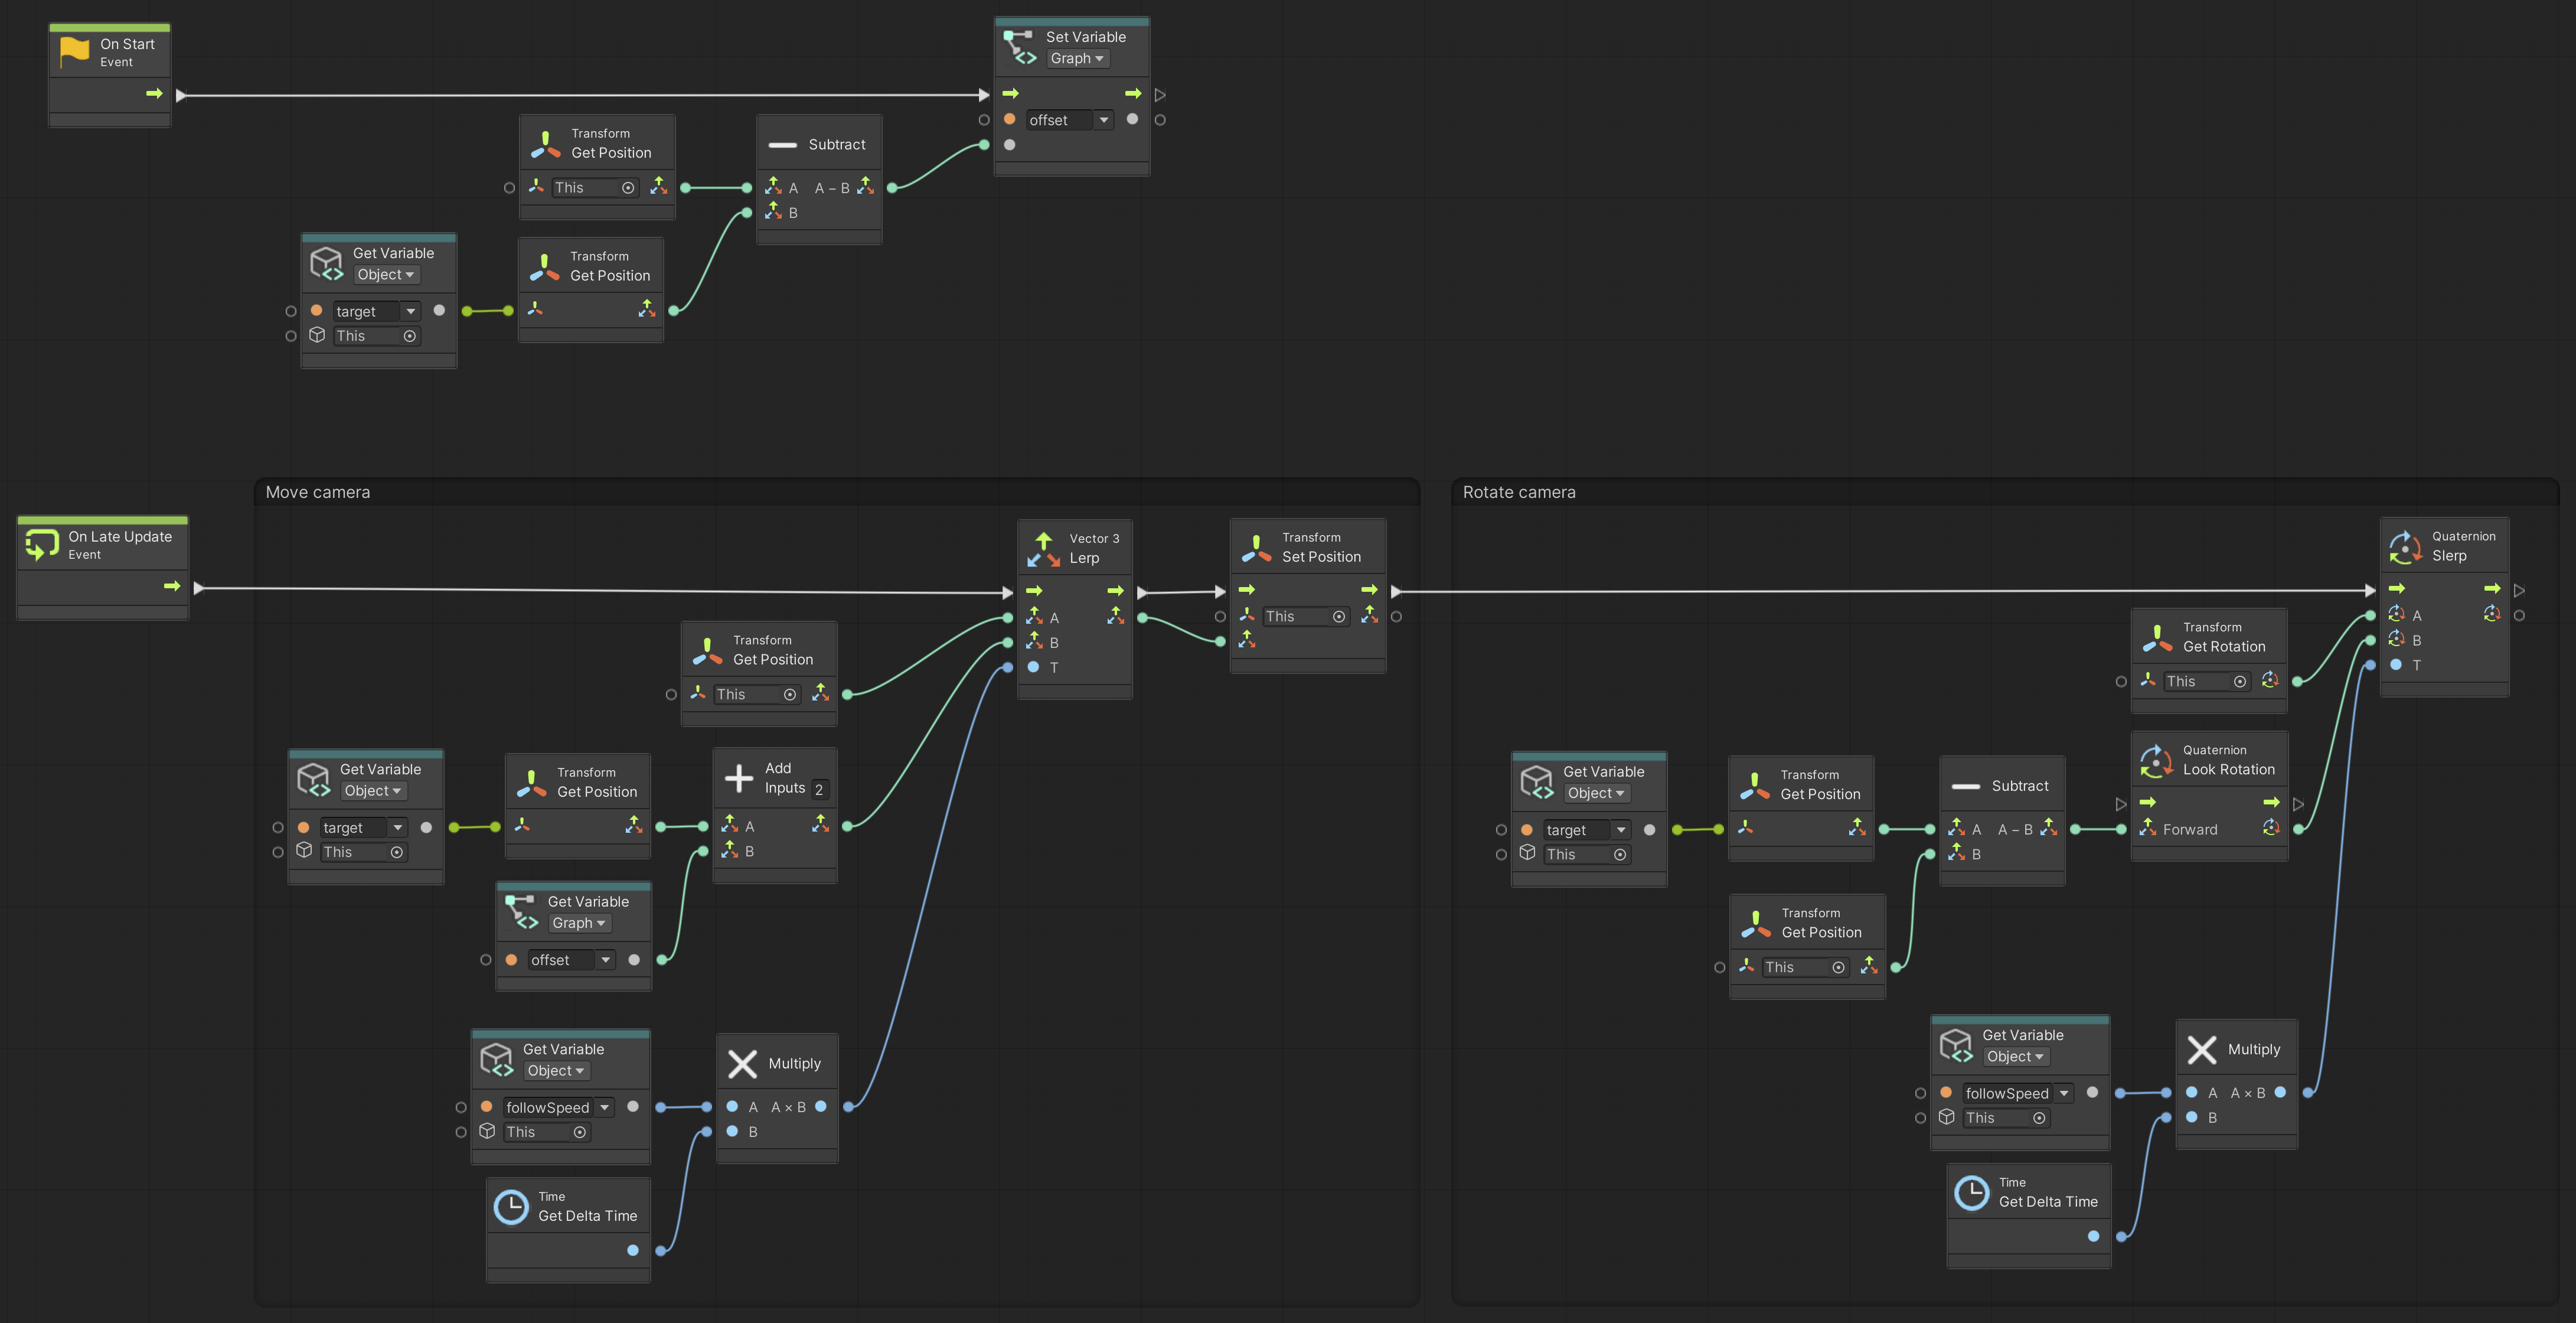 On Start
Event
Set Variable
Graph
offset
Transform
Get Position
This
Subtract
A A – B
B
Get Variable
Object
target
This
Transform
Get Position
Move camera
On Late Update
Event
Vector 3
Lerp
A
B
T
Transform
Set Position
This
Transform
Get Position
This
Get Variable
Object
target
This
Transform
Get Position
Add
Inputs 2
A
B
Get Variable
Graph
offset
Get Variable
Object
followSpeed
This
Multiply
A A × B
B
Time
Get Delta Time
Rotate camera
Quaternion
Slerp
A
B
T
Transform
Get Rotation
This
Get Variable
Object
target
This
Transform
Get Position
Subtract
A A – B
B
Quaternion
Look Rotation
Forward
Transform
Get Position
This
Get Variable
Object
followSpeed
This
Multiply
A A × B
B
Time
Get Delta Time